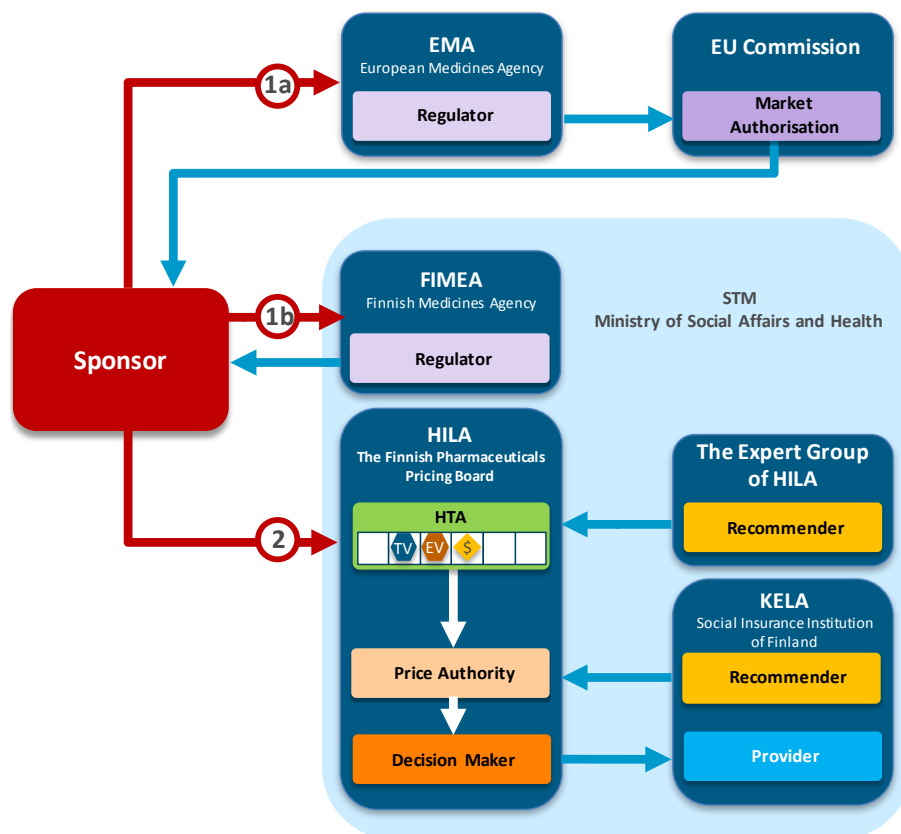 EMA
European Medicines Agency
Regulator
EU Commission
Market
Authorisation
1a
FIMEA
Finnish Medicines Agency
Regulator
STM
Ministry of Social Affairs and Health
1b
Sponsor
HILA
The Finnish Pharmaceuticals
Pricing Board
HTA
TV
EV
$
Price Authority
Decision Maker
The Expert Group
of HILA
Recommender
2
KELA
Social Insurance Institution
of Finland
Recommender
Provider